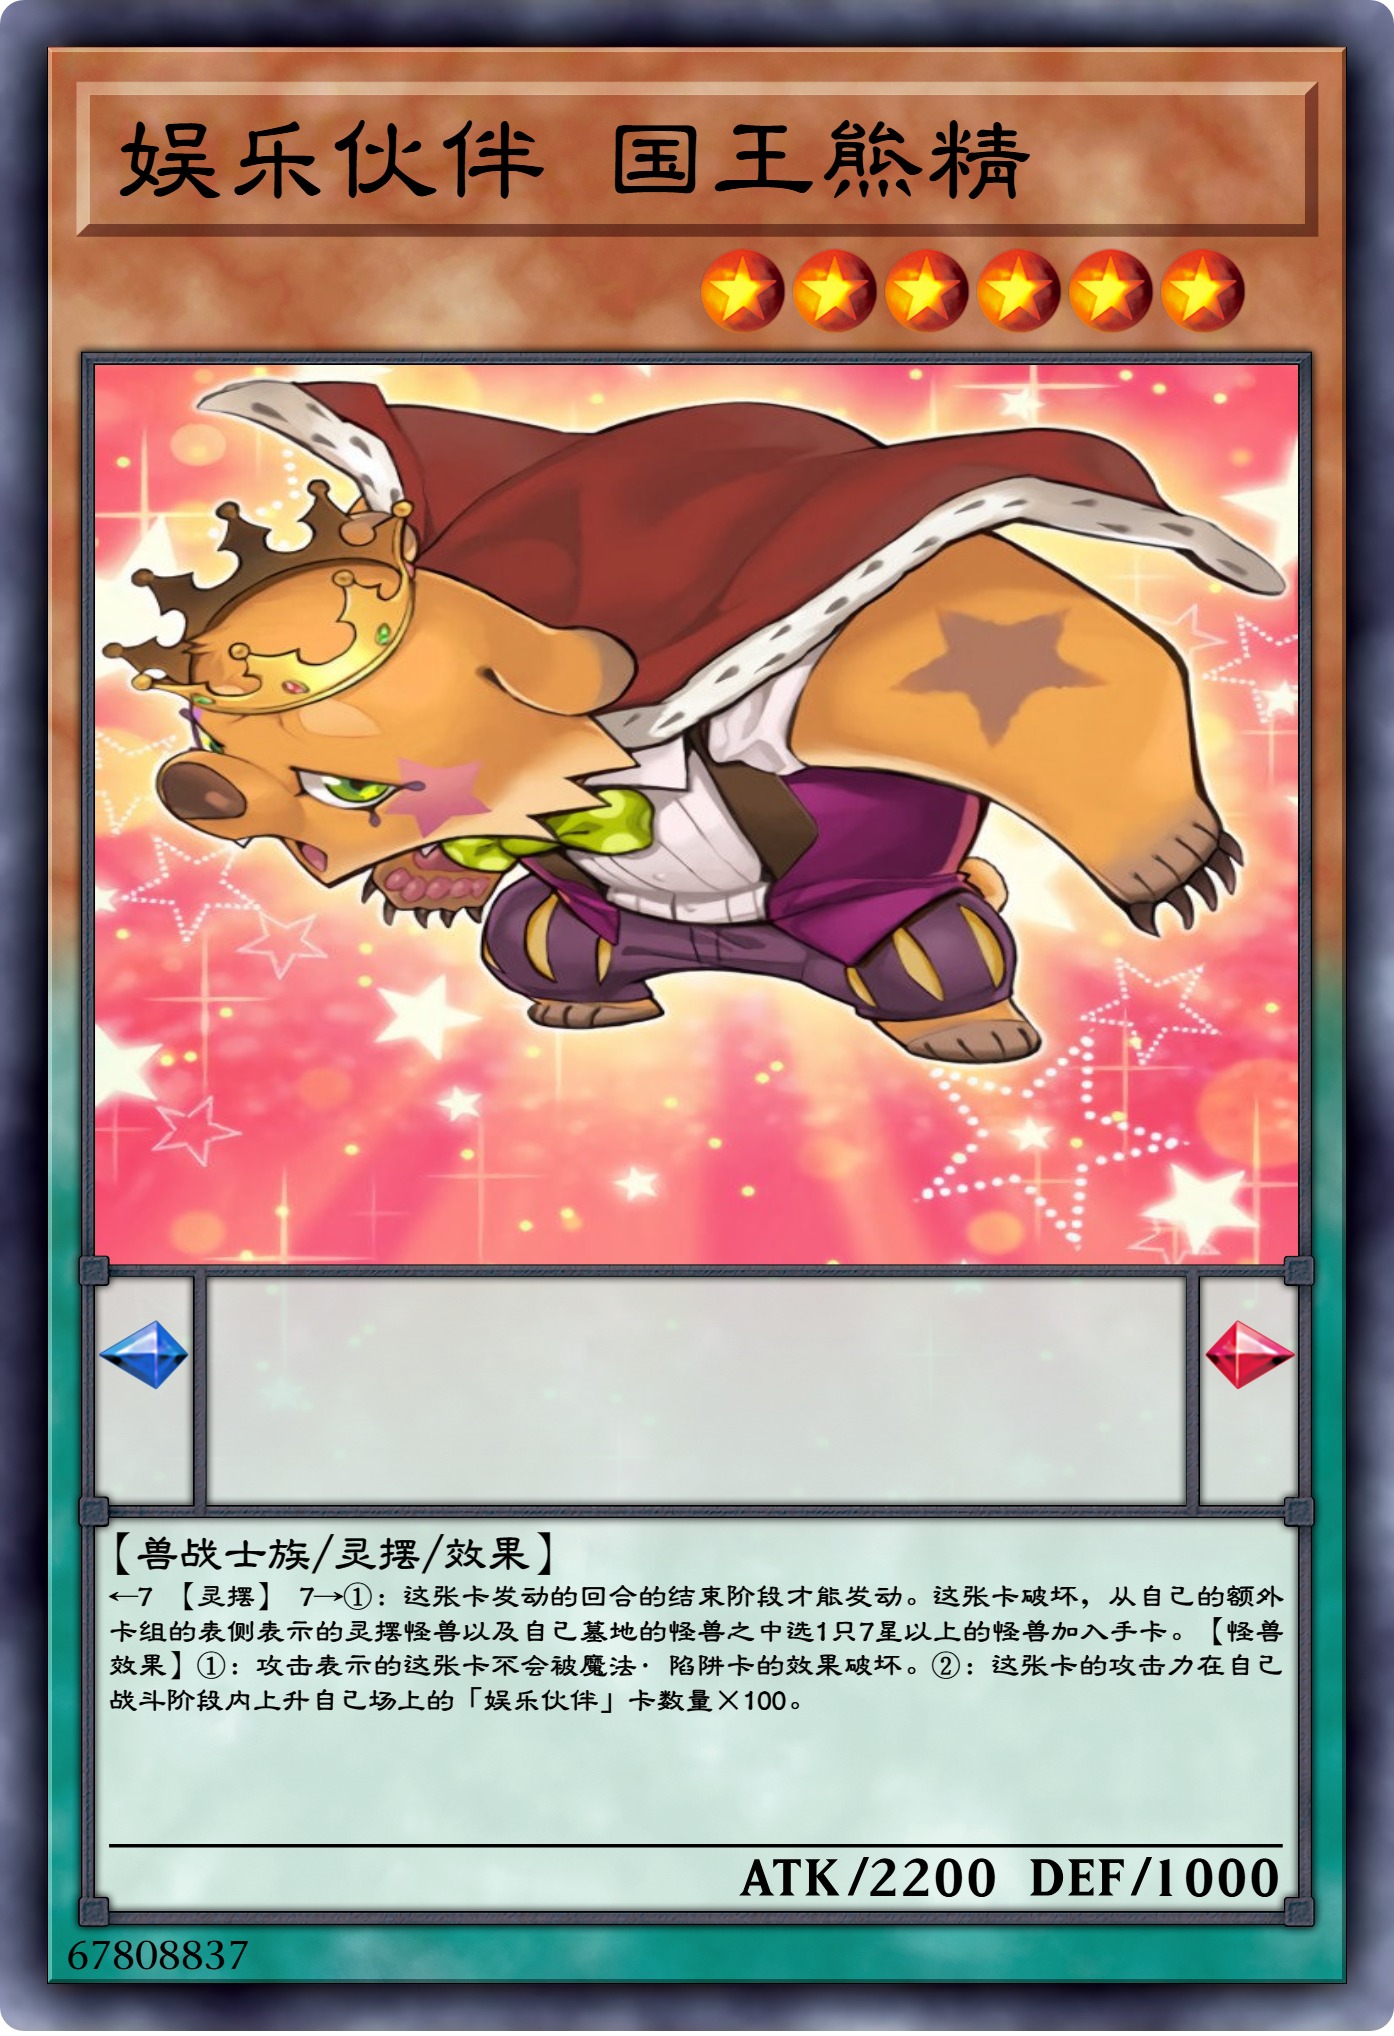 娱乐伙伴 国王熊精
【兽战士族/灵摆/效果】
←7 【灵摆】 7→①：这张卡发动的回合的结束阶段才能发动。这张卡破坏，从自己的额外
卡组的表侧表示的灵摆怪兽以及自己墓地的怪兽之中选1只7星以上的怪兽加入手卡。【怪兽
效果】①：攻击表示的这张卡不会被魔法·陷阱卡的效果破坏。②：这张卡的攻击力在自己
战斗阶段内上升自己场上的「娱乐伙伴」卡数量×100。
ATK/2200 DEF/1000
67808837